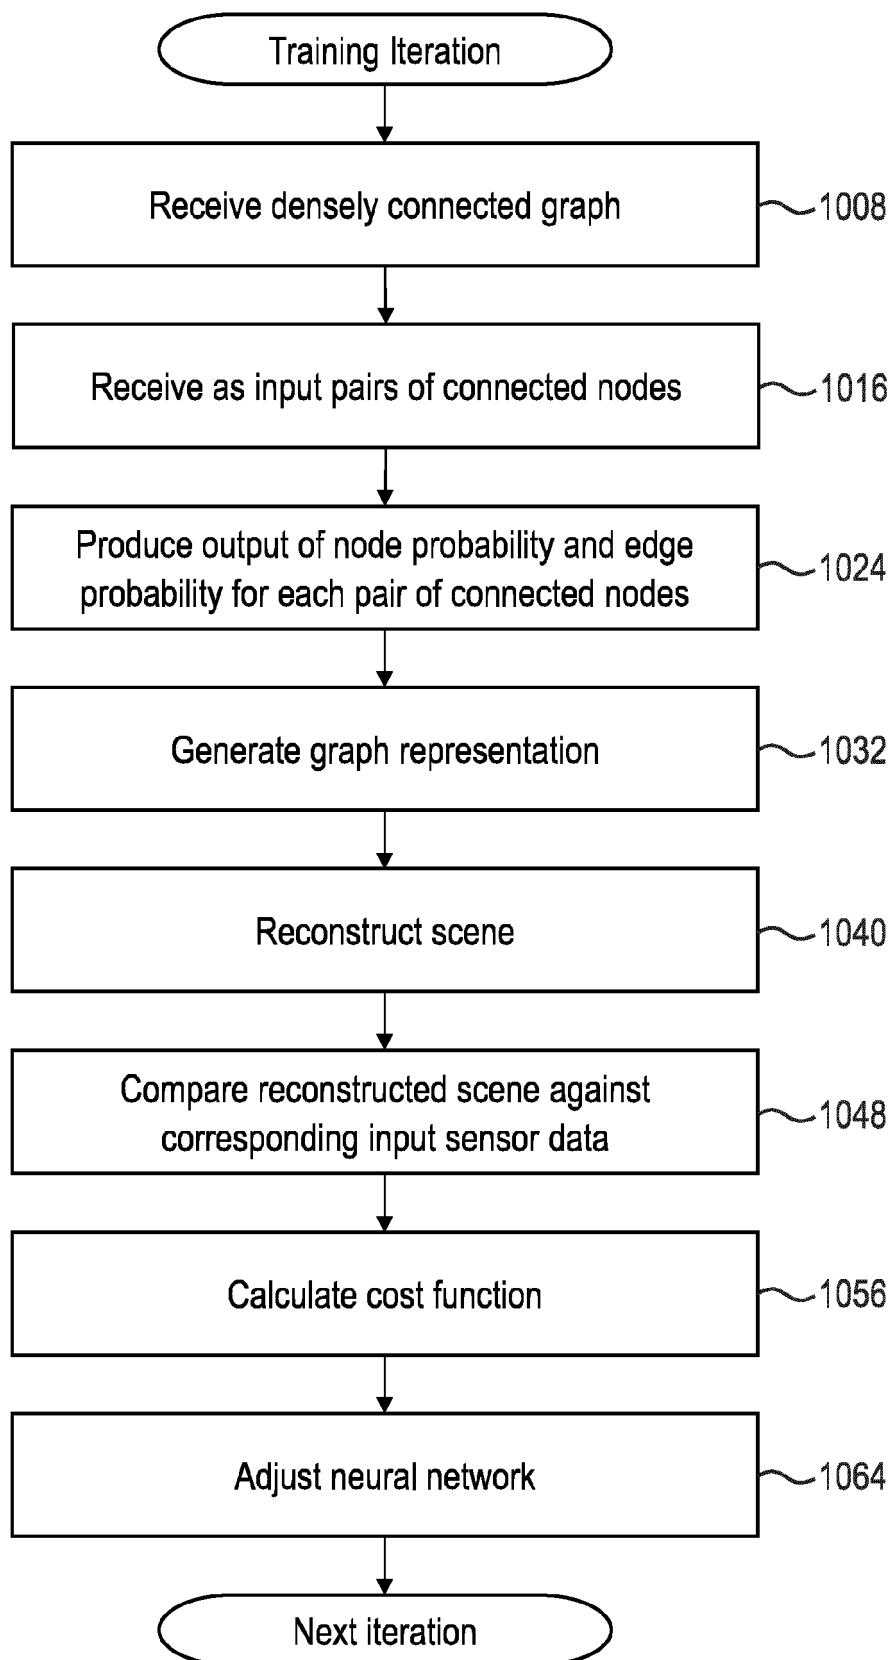 Training Iteration
Receive densely connected graph
1008
Receive as input pairs of connected nodes
1016
Produce output of node probability and edge
probability for each pair of connected nodes
1024
Generate graph representation
1032
Reconstruct scene
1040
Compare reconstructed scene against
corresponding input sensor data
1048
Calculate cost function
1056
Adjust neural network
1064
Next iteration